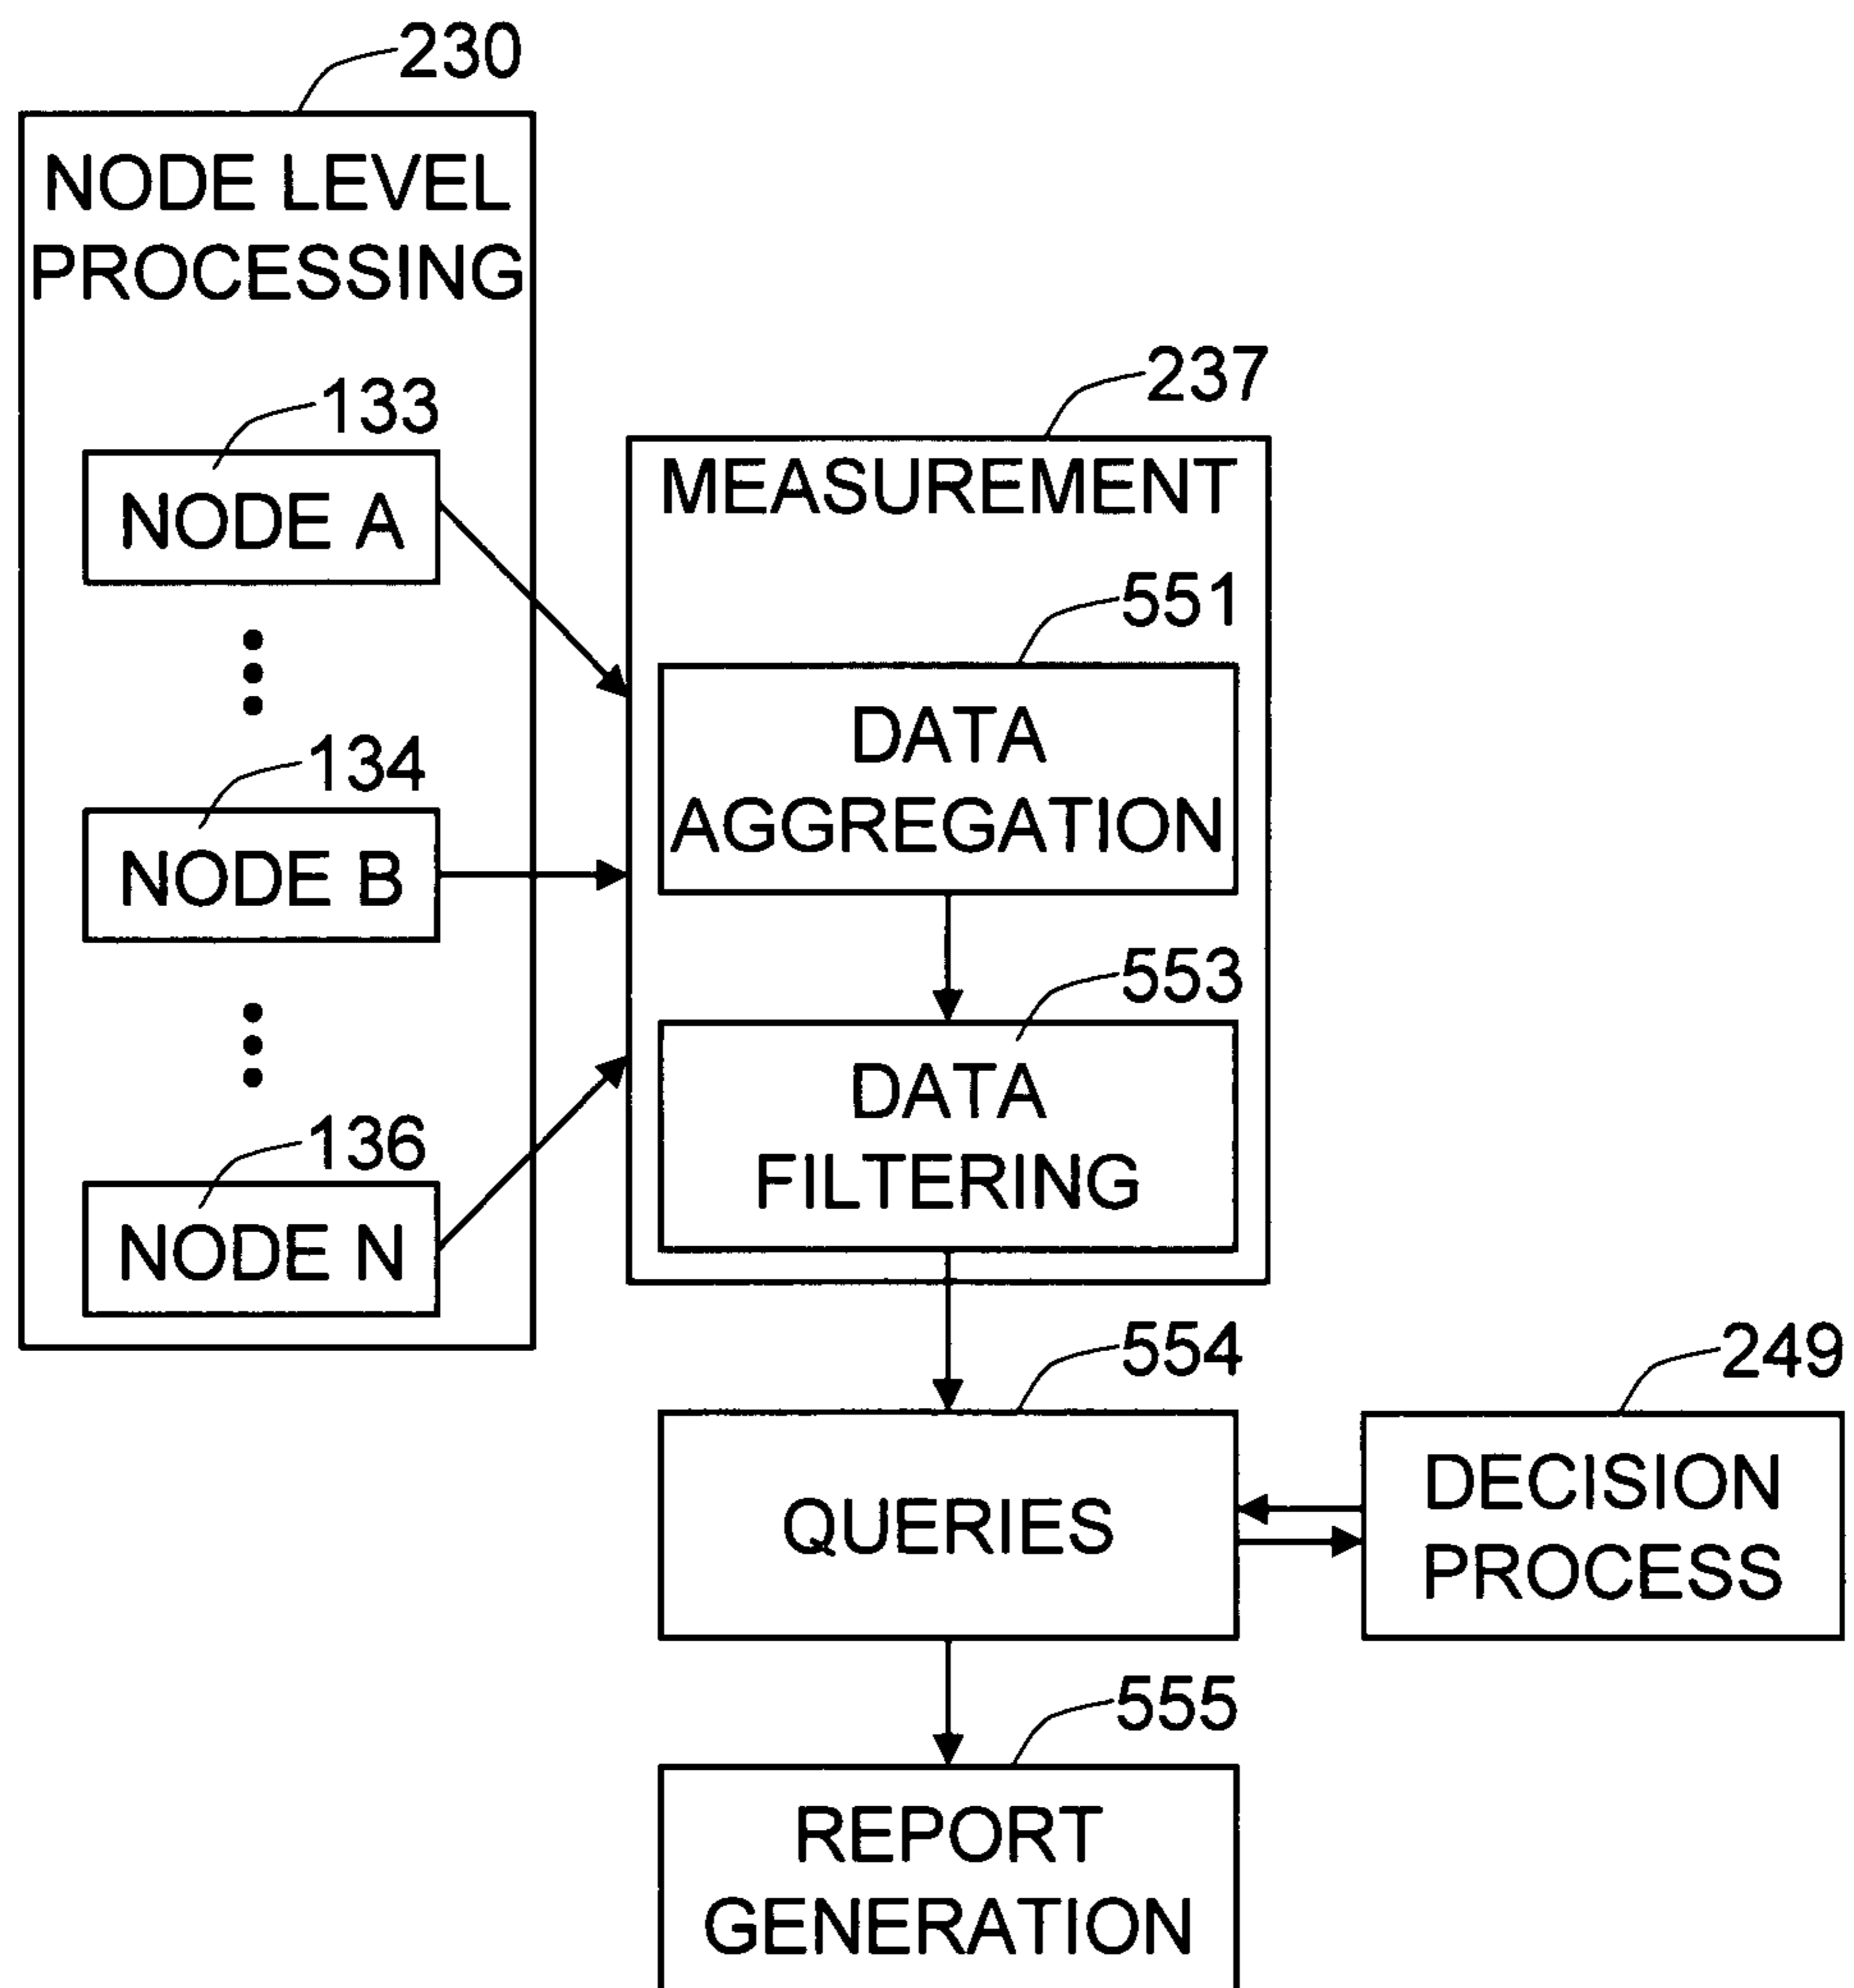 230
NODE LEVEL
PROCESSING
133
NODE A
134
NODE B
136
NODE N
237
MEASUREMENT
551
DATA
AGGREGATION
553
DATA
FILTERING
554
QUERIES
249
DECISION
PROCESS
555
REPORT
GENERATION